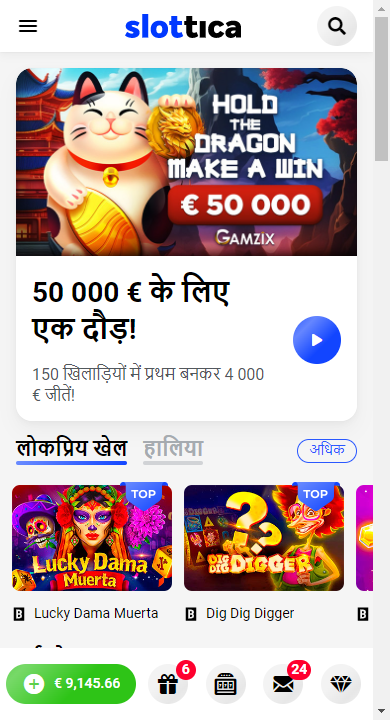 slottica
HOLD
THE
DRAGON
MAKE A WIN
€ 50 000
GAMZIX
50 000 € के लिए
एक दौड़!
150 खिलाड़ियों में प्रथम बनकर 4 000
€ जीतें!
लोकप्रिय खेल हालिया अधिक
TOP TOP
Lucky Dama
Muerta
DIGGER
DIG DIG DIGGER
B Lucky Dama Muerta B Dig Dig Digger B
6 24
€ 9,145.66